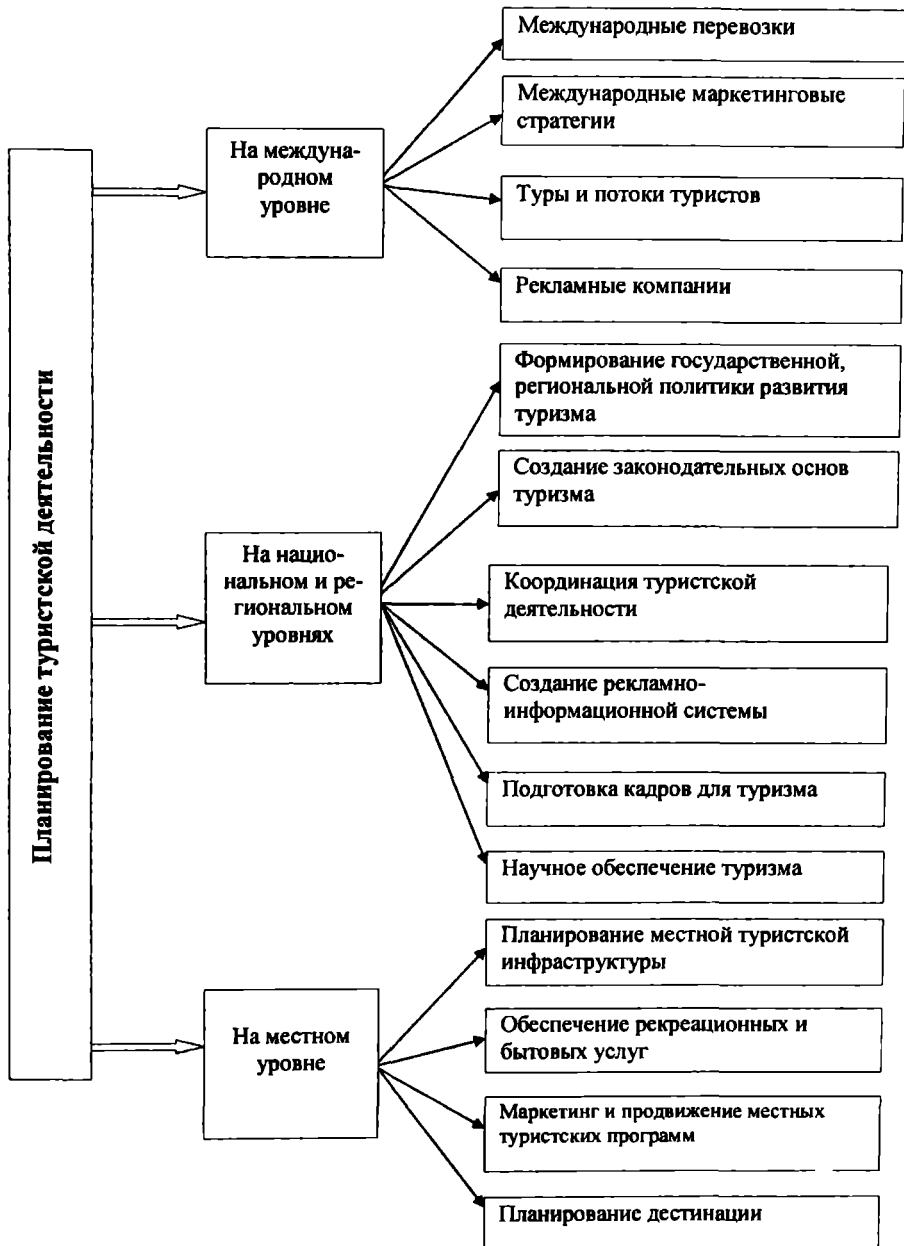 Планирование туристской деятельности
На междуна-
родном
уровне
Международные перевозки
Международные маркетинговые
стратегии
Туры и потоки туристов
Рекламные компании
На нацио-
нальном и ре-
гиональном
уровнях
Формирование государственной,
региональной политики развития
туризма
Создание законодательных основ
туризма
Координация туристской
деятельности
Создание рекламно-
информационной системы
Подготовка кадров для туризма
Научное обеспечение туризма
На местном
уровне
Планирование местной туристской
инфраструктуры
Обеспечение рекреационных и
бытовых услуг
Маркетинг и продвижение местных
туристских программ
Планирование дестинации